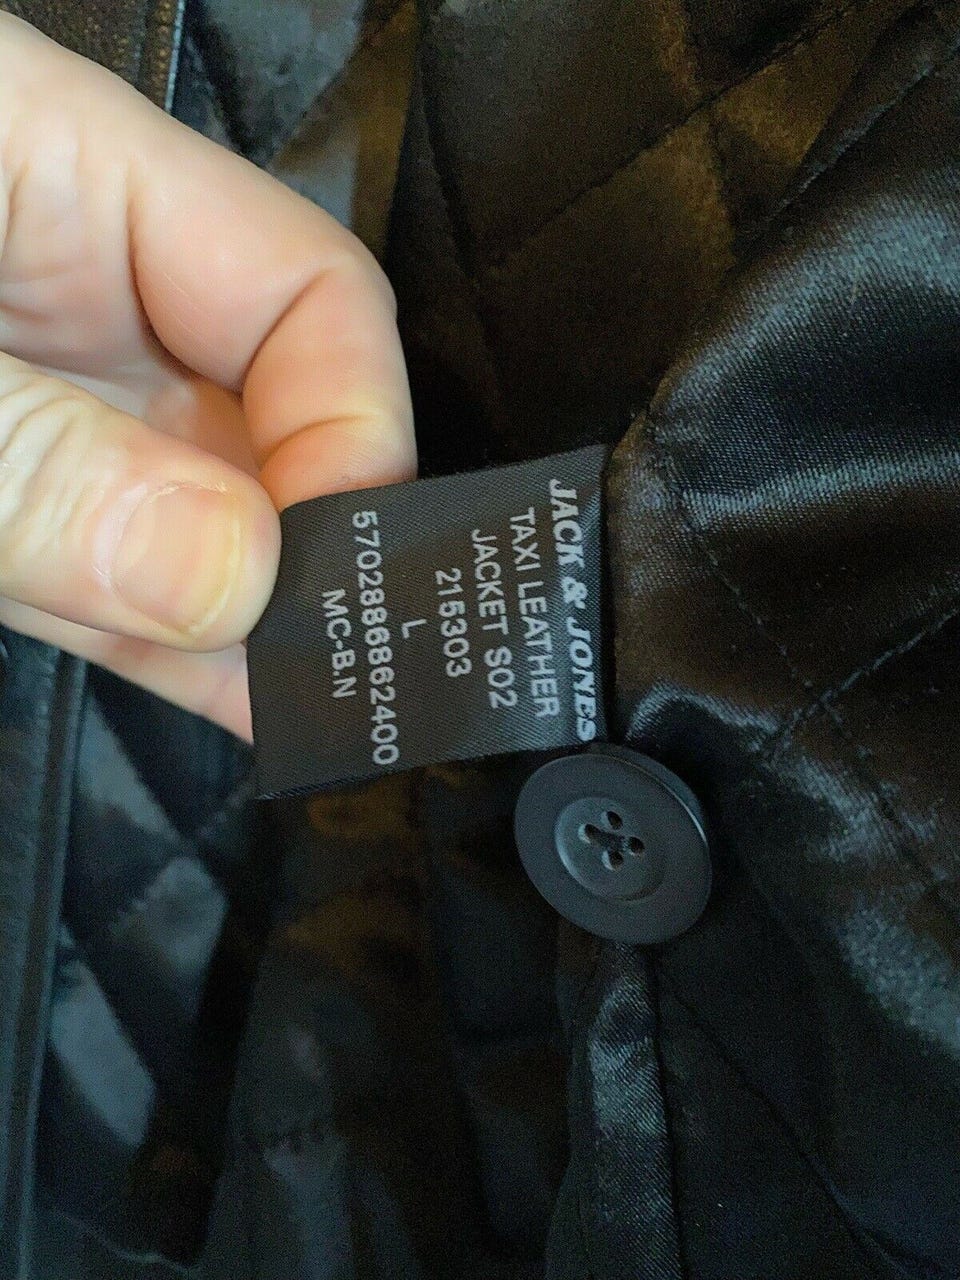 JACK & JONES
TAXI LEATHER
JACKET S02
215303
L
5702886862400
MC-B.N